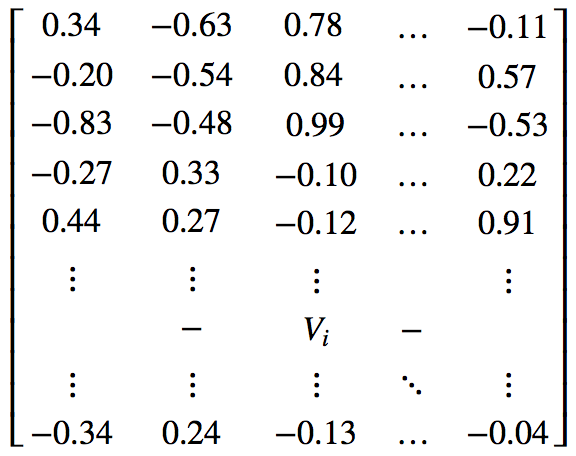 0.34 −0.63 0.78 … −0.11
−0.20 −0.54 0.84 … 0.57
−0.83 −0.48 0.99 … −0.53
−0.27 0.33 −0.10 … 0.22
0.44 0.27 −0.12 … 0.91
⋮ ⋮ ⋮ ⋮
− Vᵢ −
⋮ ⋮ ⋮ ⋱ ⋮
−0.34 0.24 −0.13 … −0.04